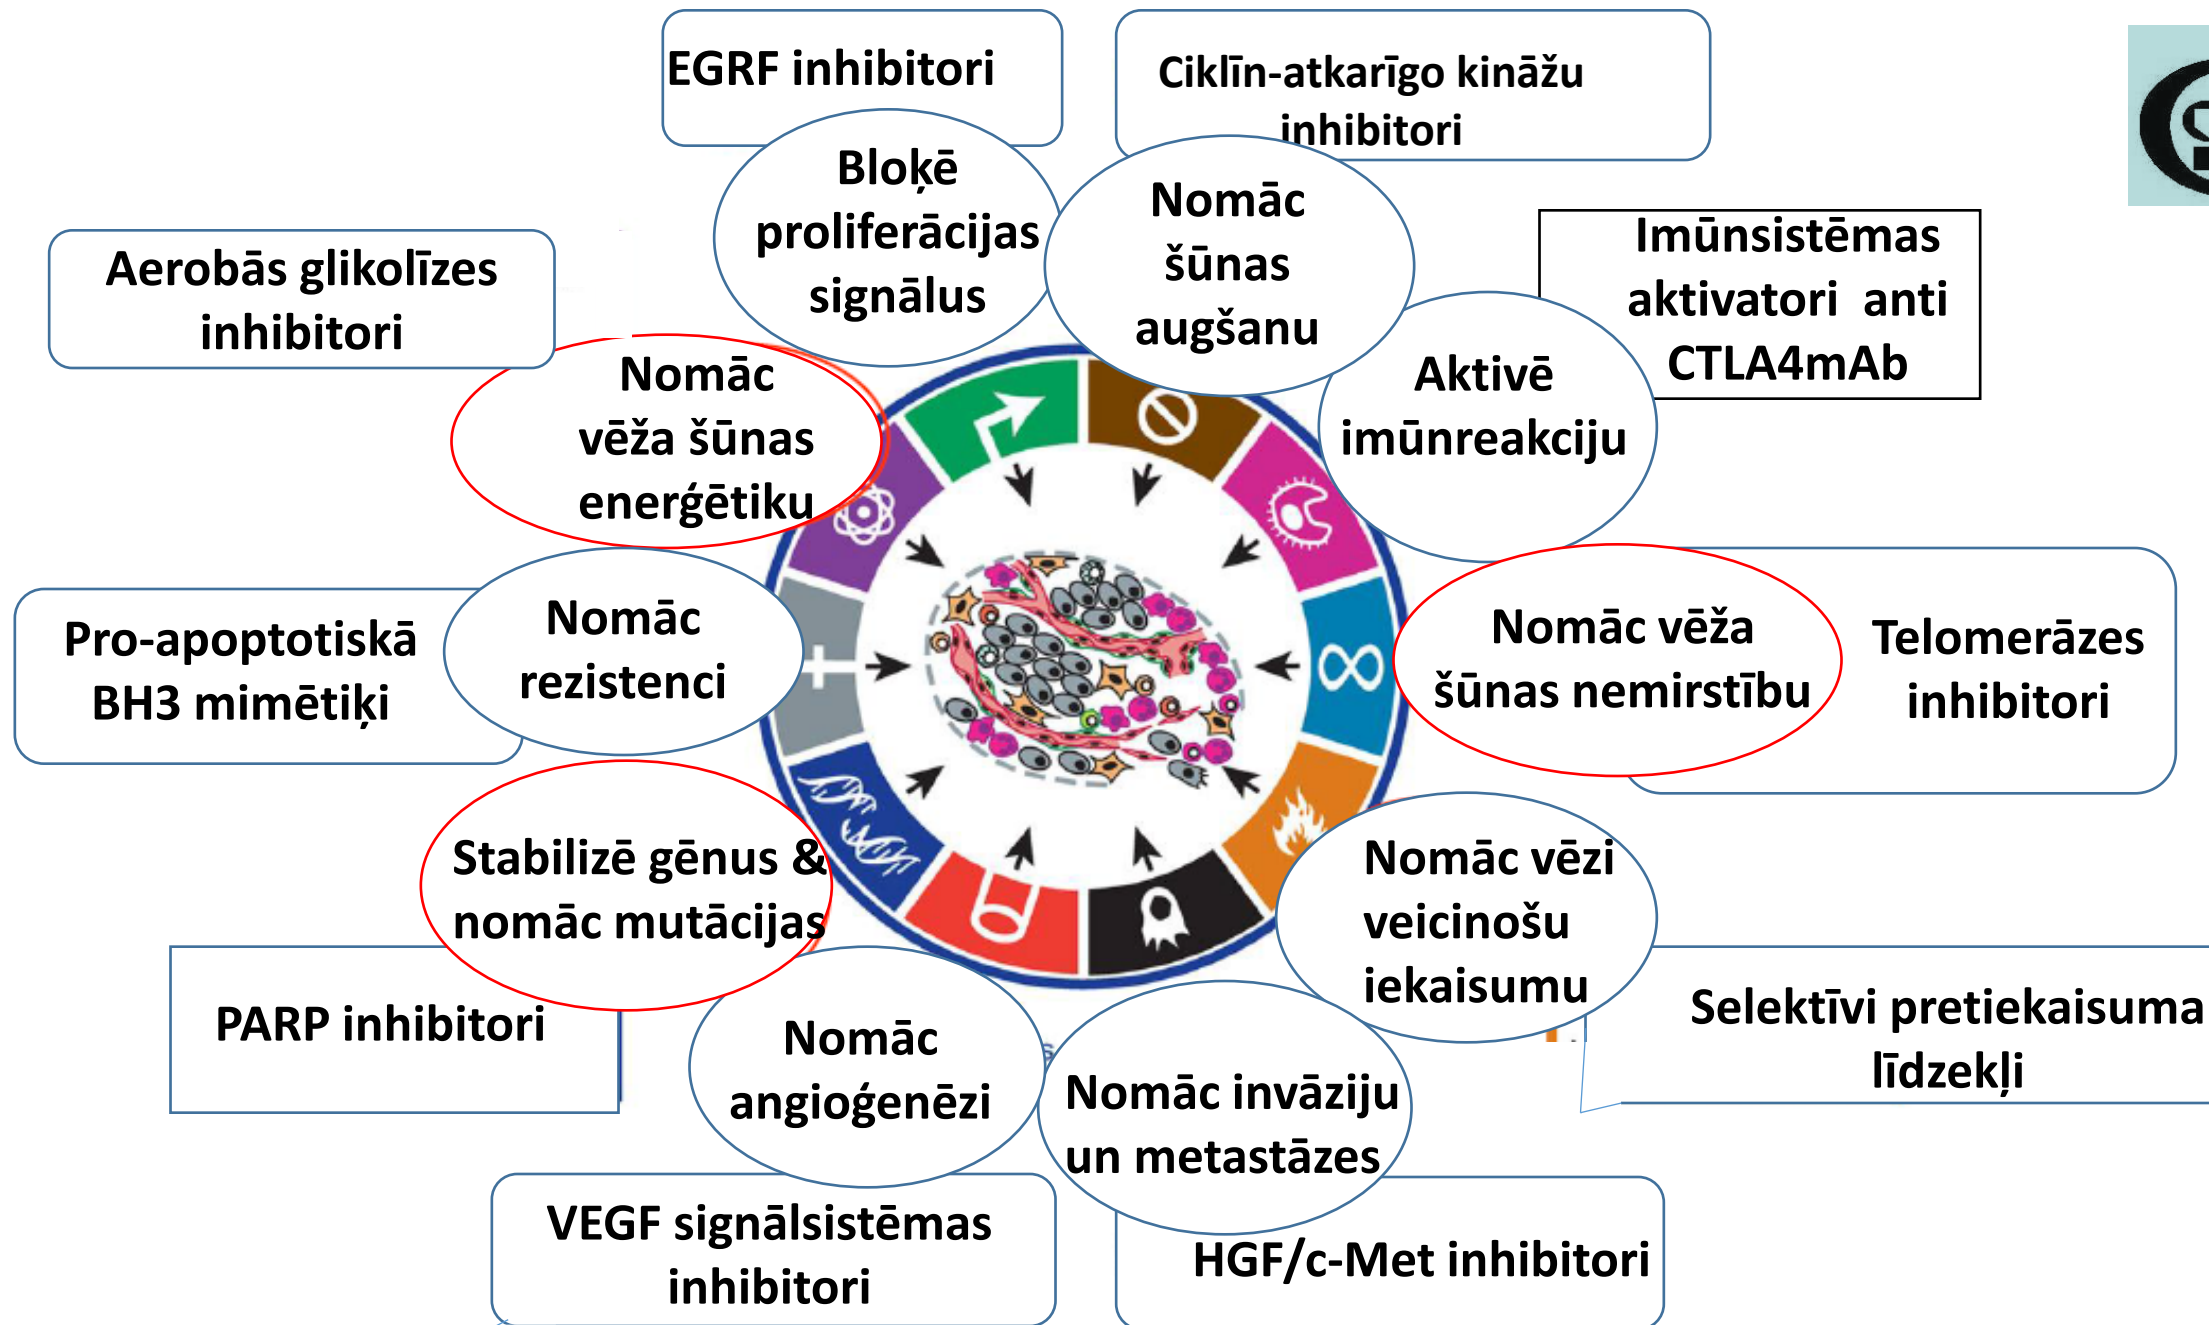 EGRF inhibitori
Ciklīn-atkarīgo kināžu
inhibitori
Bloķē
proliferācijas
signālus
Nomāc
šūnas
augšanu
Imūnsistēmas
aktivatori anti
CTLA4mAb
Aerobās glikolīzes
inhibitori
Nomāc
vēža šūnas
enerģētiku
Aktivē
imūnreakciju
Pro-apoptotiskā
BH3 mimētiķi
Nomāc
rezistenci
Nomāc vēža
šūnas nemirstību
Telomerāzes
inhibitori
Stabilizē gēnus &
nomāc mutācijas
Nomāc vēzi
veicinošu
iekaisumu
PARP inhibitori
Nomāc
angioģenēzi
Nomāc invāziju
un metastāzes
Selektīvi pretiekaisuma
līdzekļi
VEGF signālsistēmas
inhibitori
HGF/c-Met inhibitori